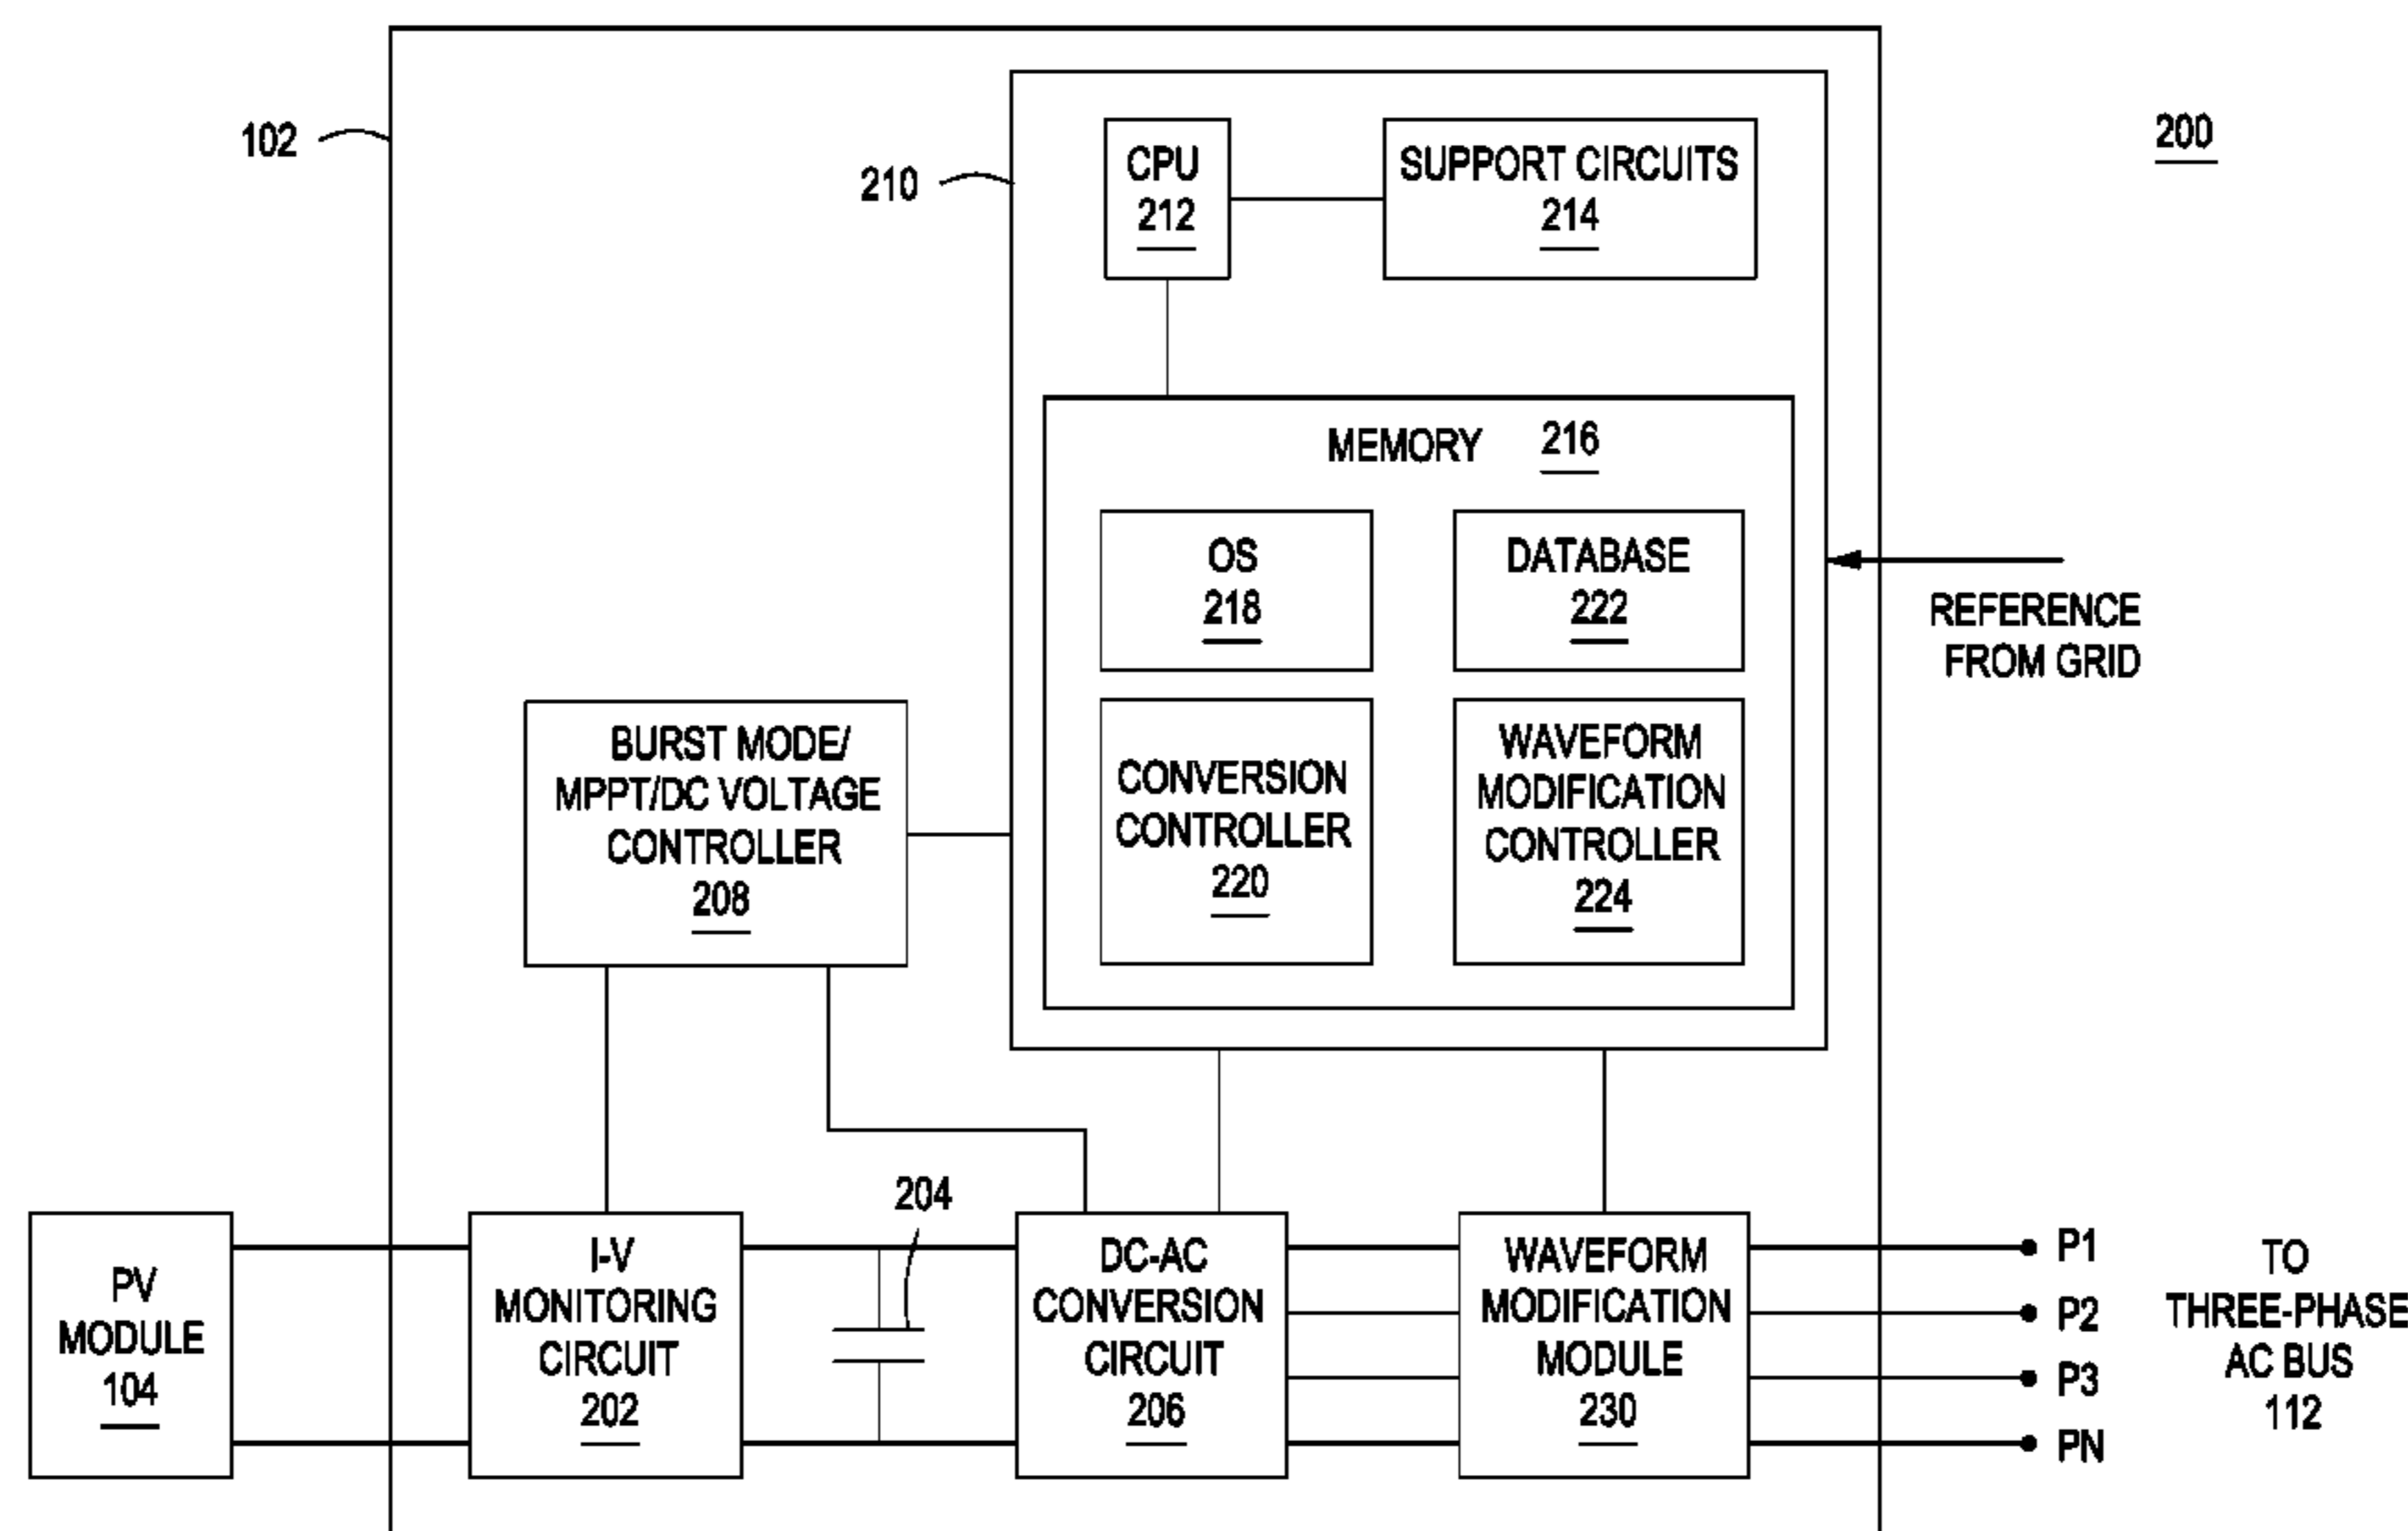 200
102
210
CPU
212
SUPPORT CIRCUITS
214
MEMORY 216
OS
218
DATABASE
222
REFERENCE
FROM GRID
BURST MODE/
MPPT/DC VOLTAGE
CONTROLLER
208
CONVERSION
CONTROLLER
220
WAVEFORM
MODIFICATION
CONTROLLER
224
204
PV
MODULE
104
I-V
MONITORING
CIRCUIT
202
DC-AC
CONVERSION
CIRCUIT
206
WAVEFORM
MODIFICATION
MODULE
230
P1
P2
P3
PN
TO
THREE-PHASE
AC BUS
112